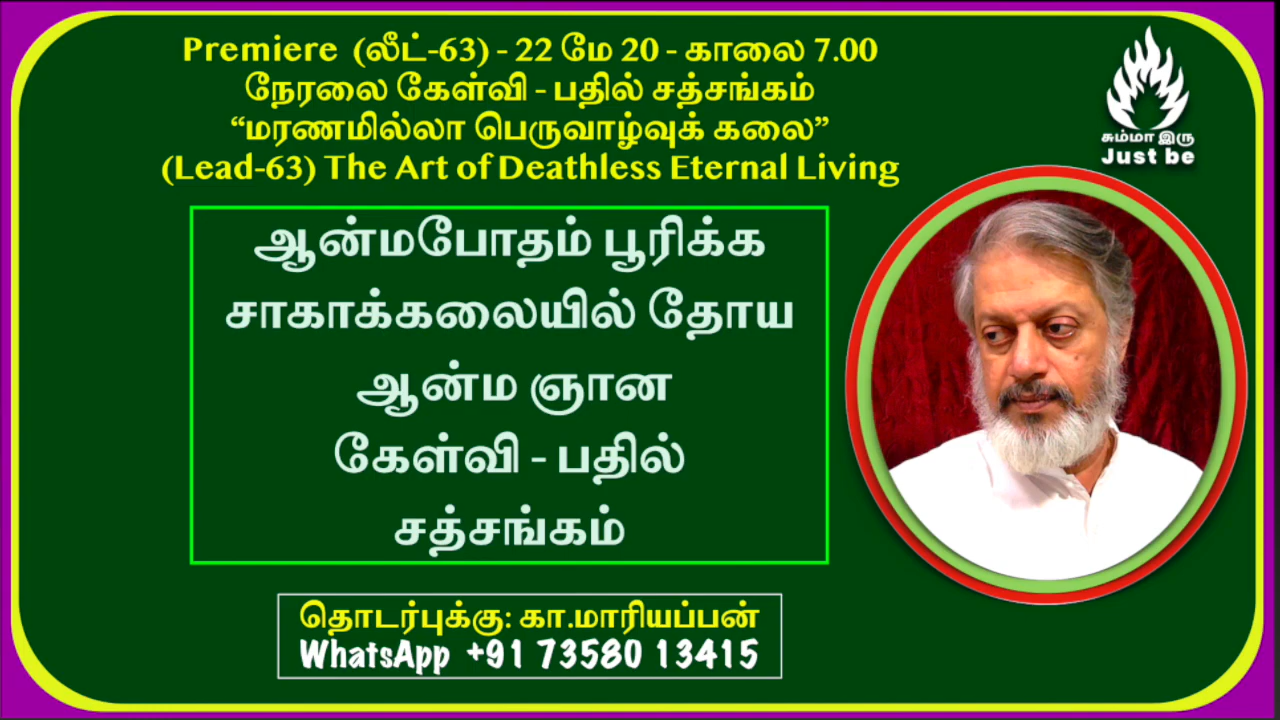 Premiere (லீட்-63) - 22 மே 20 - காலை 7.00
நேரலை கேள்வி - பதில் சத்சங்கம்
“மரணமில்லா பெருவாழ்வுக் கலை”
(Lead-63) The Art of Deathless Eternal Living
சும்மா இரு
Just be
ஆன்மபோதம் பூரிக்க
சாகாக்கலையில் தோய
ஆன்ம ஞான
கேள்வி - பதில்
சத்சங்கம்
தொடர்புக்கு: கா.மாரியப்பன்
WhatsApp +91 73580 13415